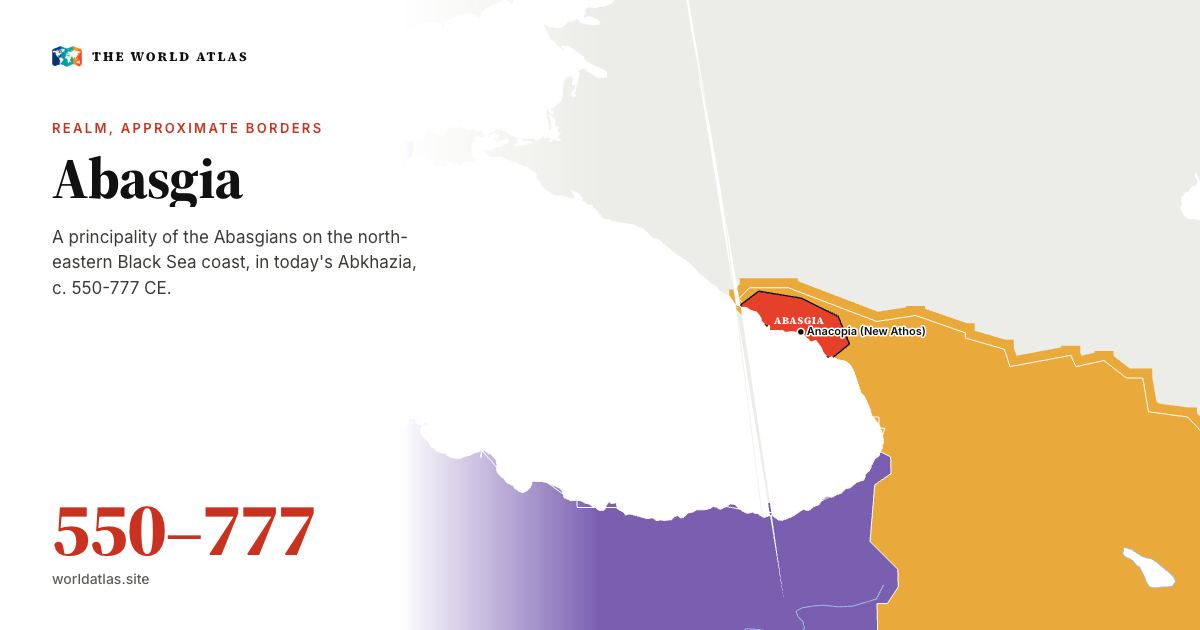 THE WORLD ATLAS
REALM, APPROXIMATE BORDERS
Abasgia
A principality of the Abasgians on the north-
eastern Black Sea coast, in today's Abkhazia,
c. 550-777 CE.
ABASGIA
Anacopia (New Athos)
550–777
worldatlas.site